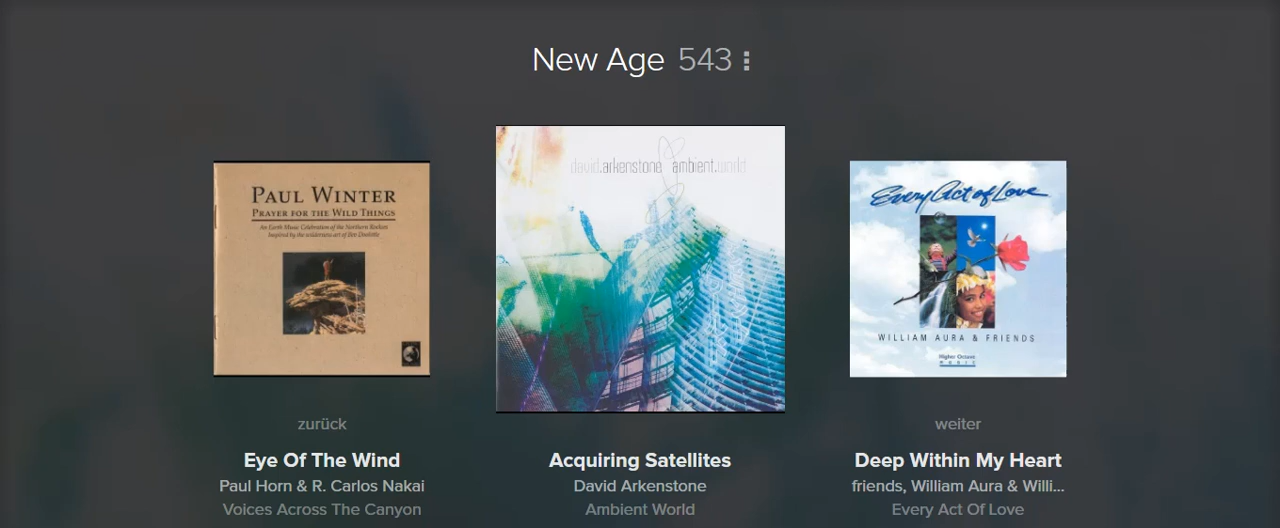 New Age 543
PAUL WINTER
PRAYER FOR THE WILD THINGS
An Earth Music Celebration of the Northern Rockies
Inspired by the wilderness art of Bev Doolittle
david.arkenstone ambient.world
Every Act of Love
WILLIAM AURA & FRIENDS
Higher Octave
MUSIC
zurück
weiter
Eye Of The Wind
Acquiring Satellites
Deep Within My Heart
Paul Horn & R. Carlos Nakai
David Arkenstone
friends, William Aura & Willi...
Voices Across The Canyon
Ambient World
Every Act Of Love